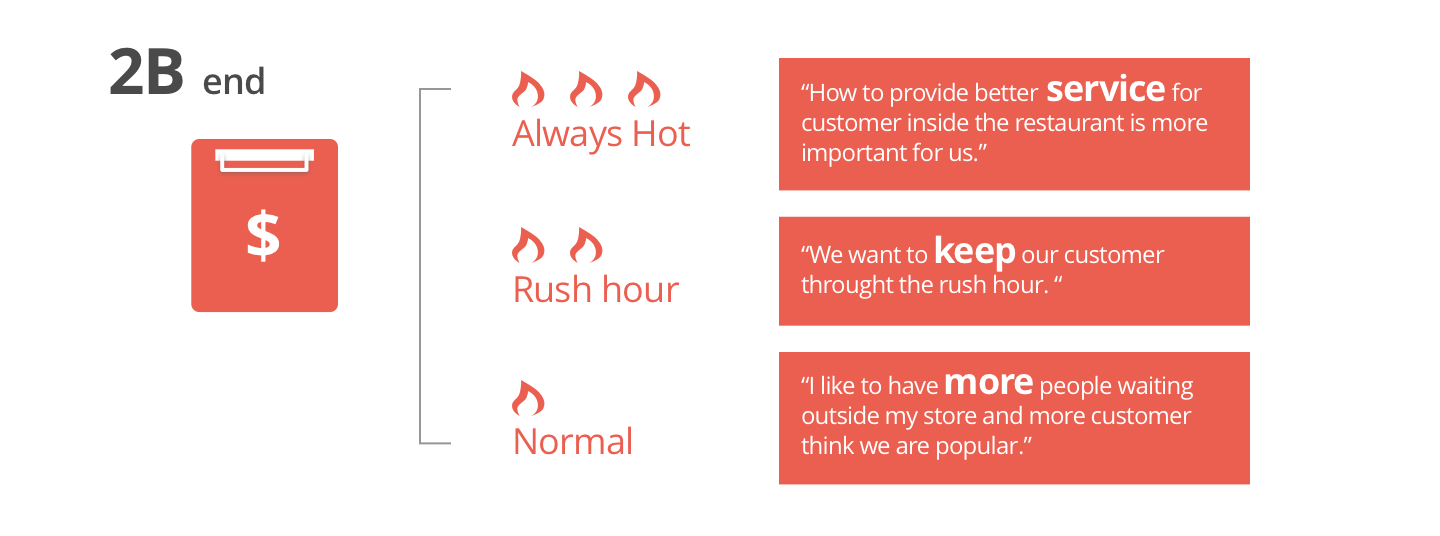 2B end
$
Always Hot
“How to provide better service for
customer inside the restaurant is more
important for us.”
Rush hour
“We want to keep our customer
throught the rush hour. “
Normal
“I like to have more people waiting
outside my store and more customer
think we are popular.”